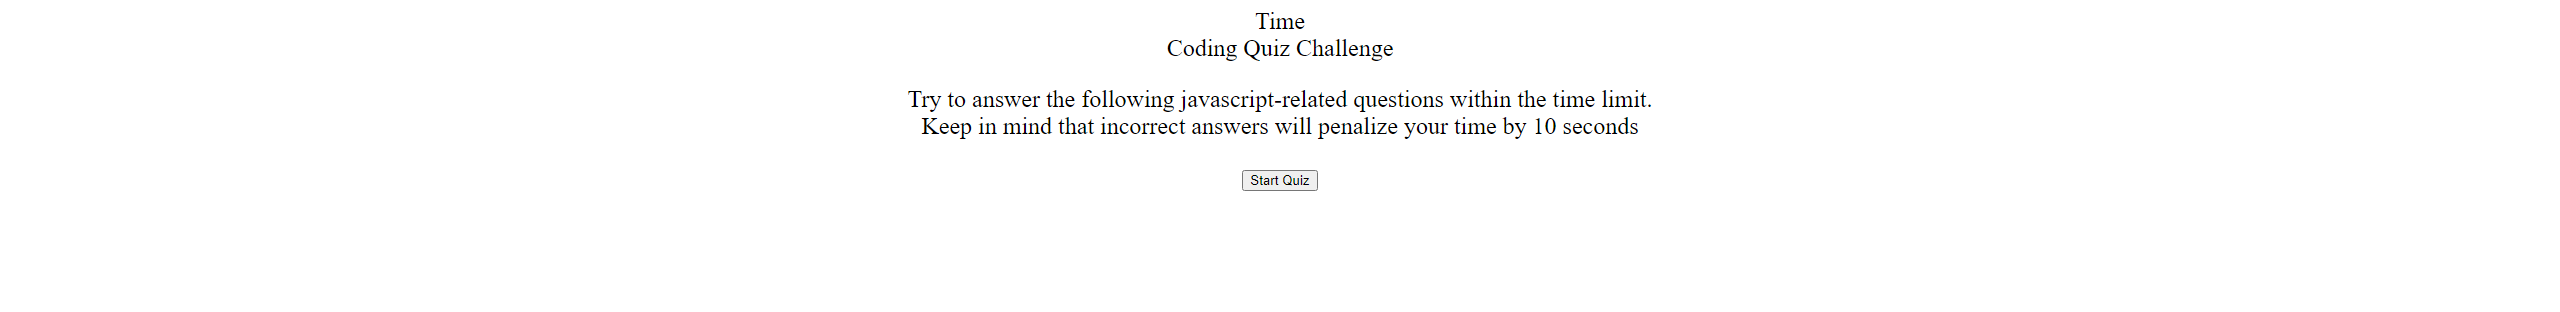 Time
Coding Quiz Challenge
Try to answer the following javascript-related questions within the time limit.
Keep in mind that incorrect answers will penalize your time by 10 seconds
Start Quiz